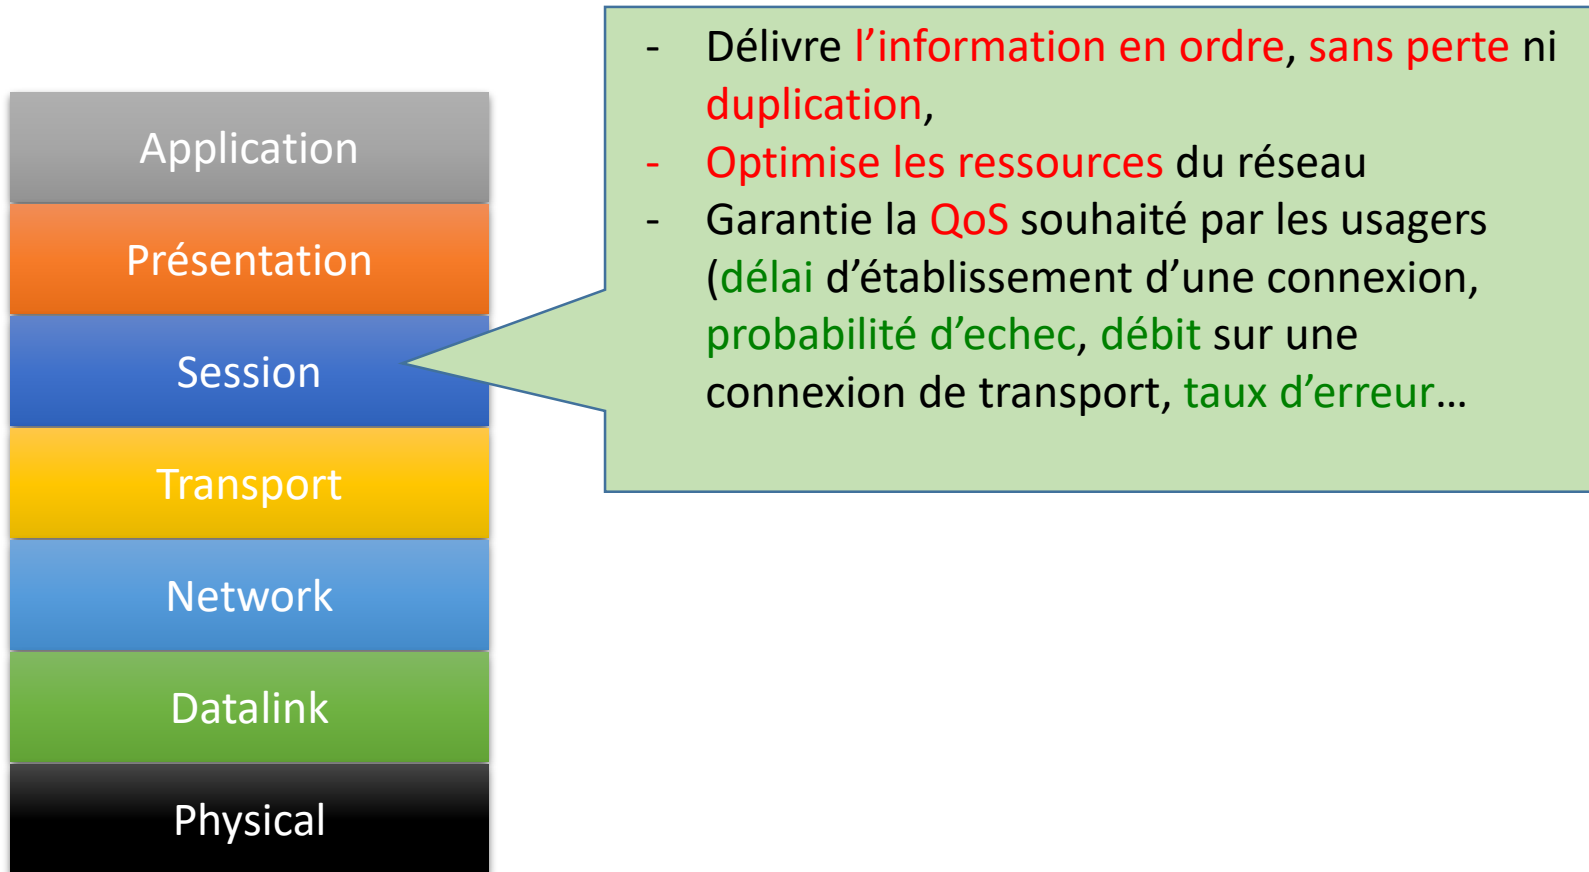 Application
Présentation
Session
Transport
Network
Datalink
Physical
- Délivre l’information en ordre, sans perte ni
duplication,
- Optimise les ressources du réseau
- Garantie la QoS souhaité par les usagers
(délai d’établissement d’une connexion,
probabilité d’echec, débit sur une
connexion de transport, taux d’erreur…